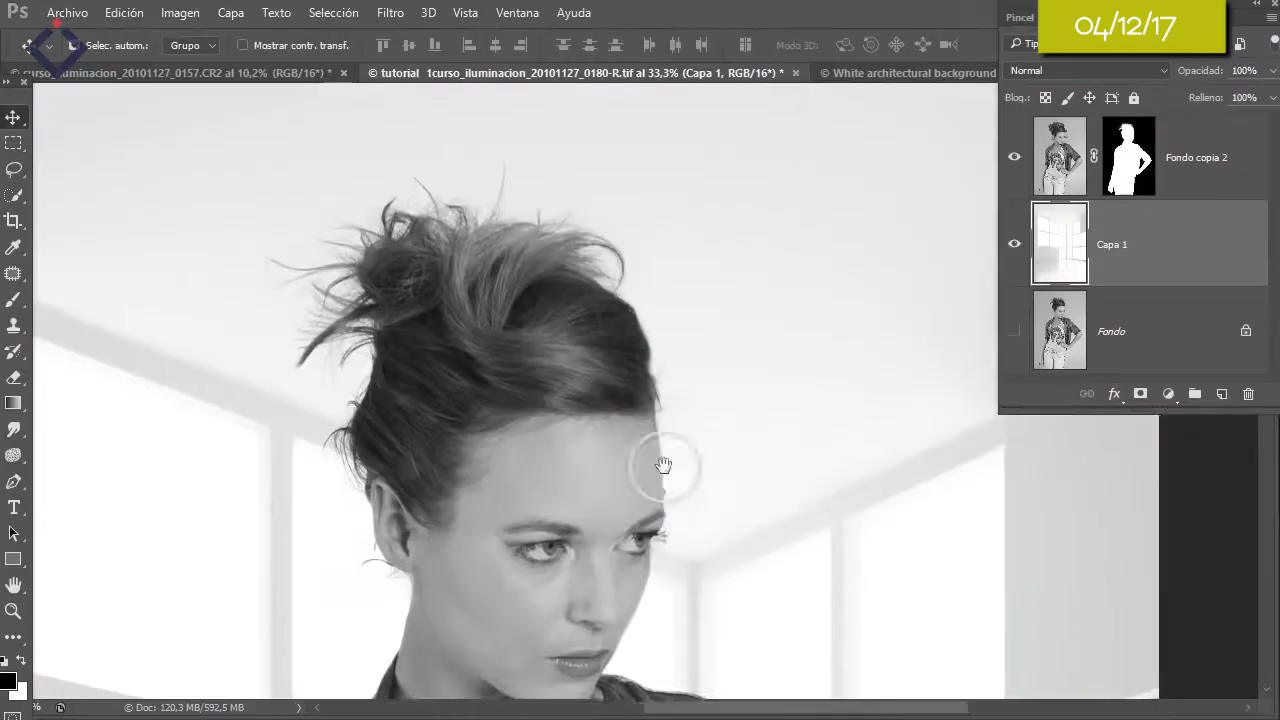 Ps Archivo Edición Imagen Capa Texto Selección Filtro 3D Vista Ventana Ayuda
Pincel
04/12/17
Selec. autom.: Grupo Mostrar contr. transf. Modo 3D:
curso_iluminacion_20101127_0157.CR2 al 10,2% (RGB/16*) * × © tutorial 1curso_iluminacion_20101127_0180-R.tif al 33,3% (Capa 1, RGB/16*) * × © White architectural background
Normal Opacidad: 100%
Bloq.: Relleno: 100%
Fondo copia 2
Capa 1
Fondo
fx
T
% © Doc: 120,3 MB/592,5 MB